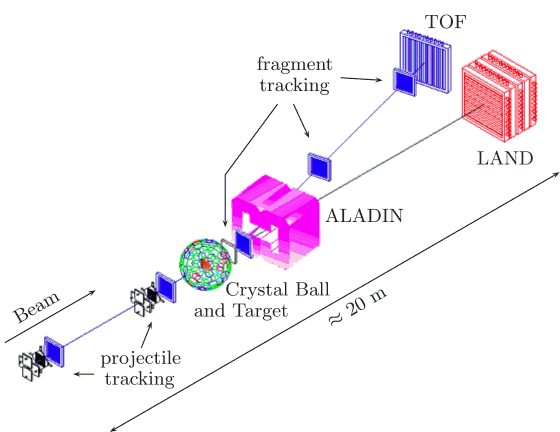 TOF
fragment
tracking
LAND
ALADIN
Crystal Ball
and Target
Beam
≈ 20 m
projectile
tracking